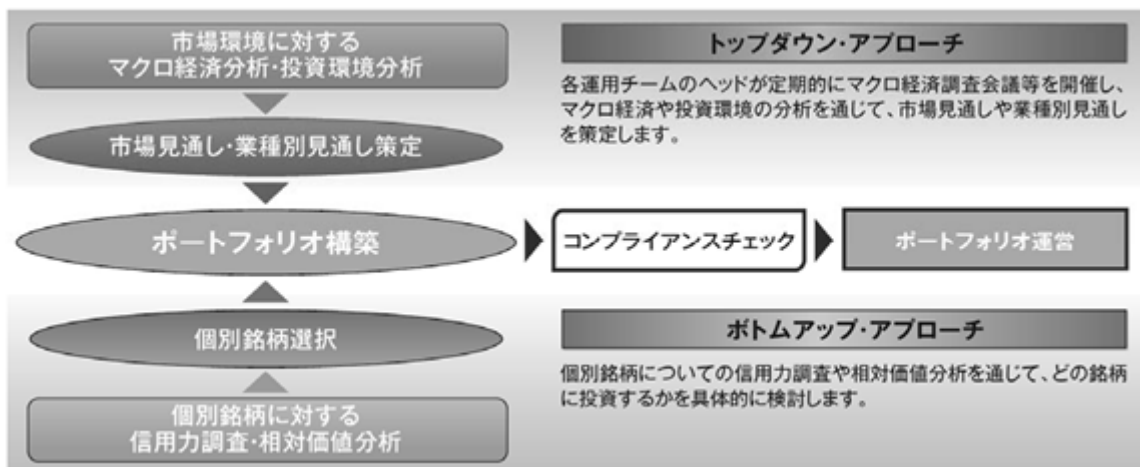 市場環境に対する
マクロ経済分析・投資環境分析
市場見通し・業種別見通し策定
トップダウン・アプローチ
各運用チームのヘッドが定期的にマクロ経済調査会議等を開催し、
マクロ経済や投資環境の分析を通じて、市場見通しや業種別見通し
を策定します。
ポートフォリオ構築
コンプライアンスチェック
ポートフォリオ運営
個別銘柄選択
個別銘柄に対する
信用力調査・相対価値分析
ボトムアップ・アプローチ
個別銘柄についての信用力調査や相対価値分析を通じて、どの銘柄
に投資するかを具体的に検討します。